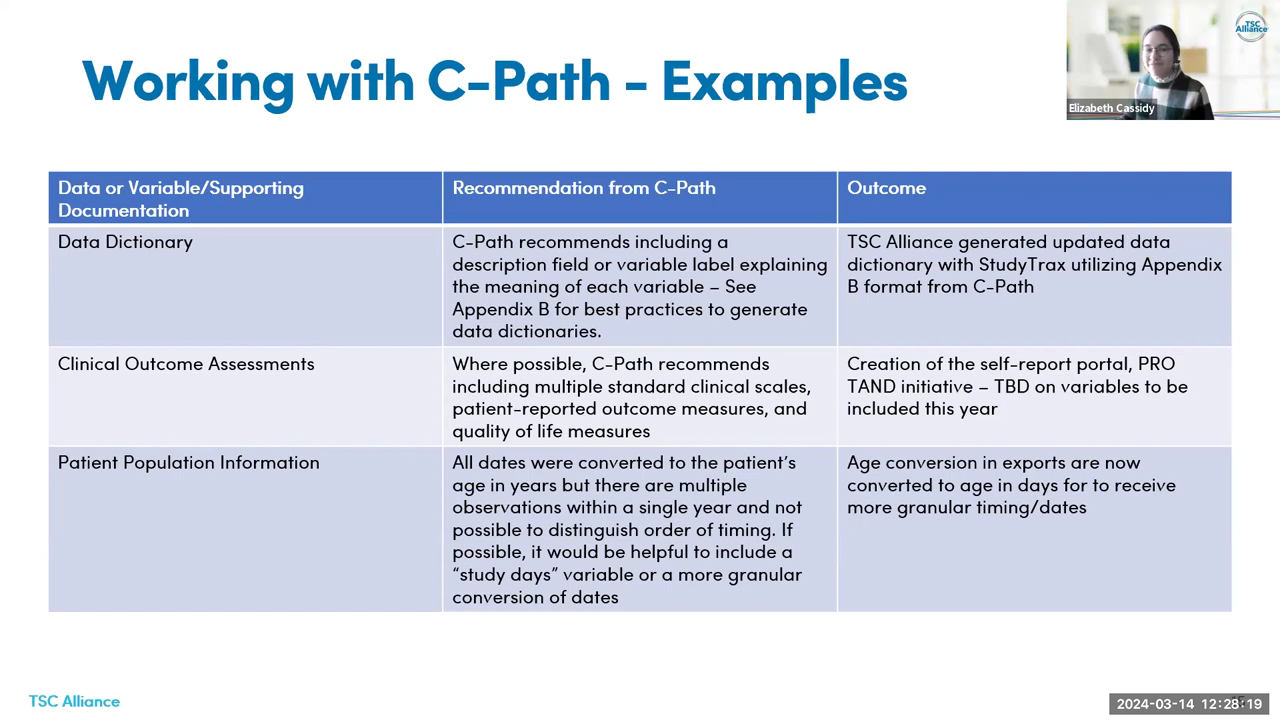 Working with C-Path - Examples
TSC
Alliance
Elizabeth Cassidy
Data or Variable/Supporting
Documentation
Recommendation from C-Path
Outcome
Data Dictionary
C-Path recommends including a
description field or variable label explaining
the meaning of each variable – See
Appendix B for best practices to generate
data dictionaries.
TSC Alliance generated updated data
dictionary with StudyTrax utilizing Appendix
B format from C-Path
Clinical Outcome Assessments
Where possible, C-Path recommends
including multiple standard clinical scales,
patient-reported outcome measures, and
quality of life measures
Creation of the self-report portal, PRO
TAND initiative – TBD on variables to be
included this year
Patient Population Information
All dates were converted to the patient's
age in years but there are multiple
observations within a single year and not
possible to distinguish order of timing. If
possible, it would be helpful to include a
“study days” variable or a more granular
conversion of dates
Age conversion in exports are now
converted to age in days for to receive
more granular timing/dates
TSC Alliance
2024-03-14 12:28:19